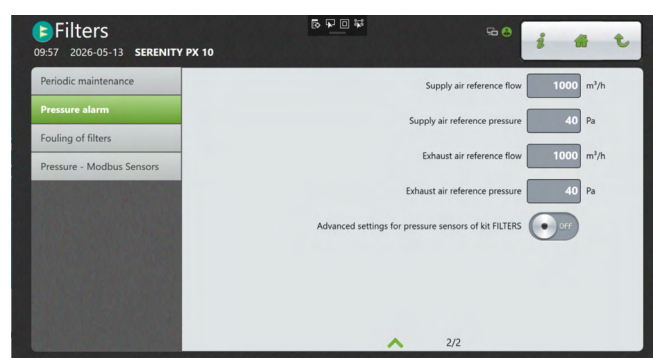 Filters
09:57 2026-05-13 SERENITY PX 10
Periodic maintenance
Pressure alarm
Fouling of filters
Pressure - Modbus Sensors
Supply air reference flow 1000 m³/h
Supply air reference pressure 40 Pa
Exhaust air reference flow 1000 m³/h
Exhaust air reference pressure 40 Pa
Advanced settings for pressure sensors of kit FILTERS OFF
2/2